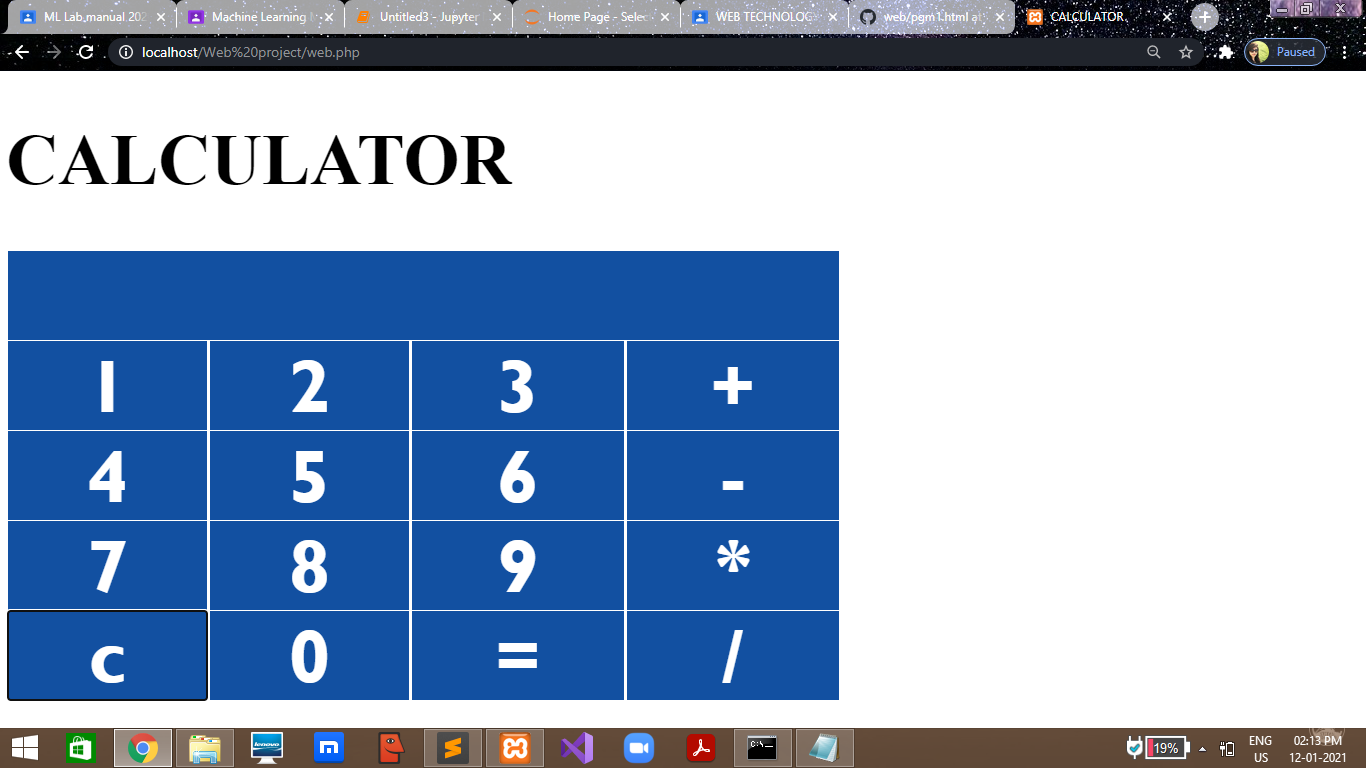 ML Lab manual 202
Machine Learning
Untitled3 - Jupyter
Home Page - Selec
WEB TECHNOLOG
web/pgm1.html at
CALCULATOR
localhost/Web%20project/web.php
Paused
CALCULATOR
1 2 3 +
4 5 6 -
7 8 9 *
c 0 = /
lenovo
m
C:\_
19%
ENG
US
02:13 PM
12-01-2021